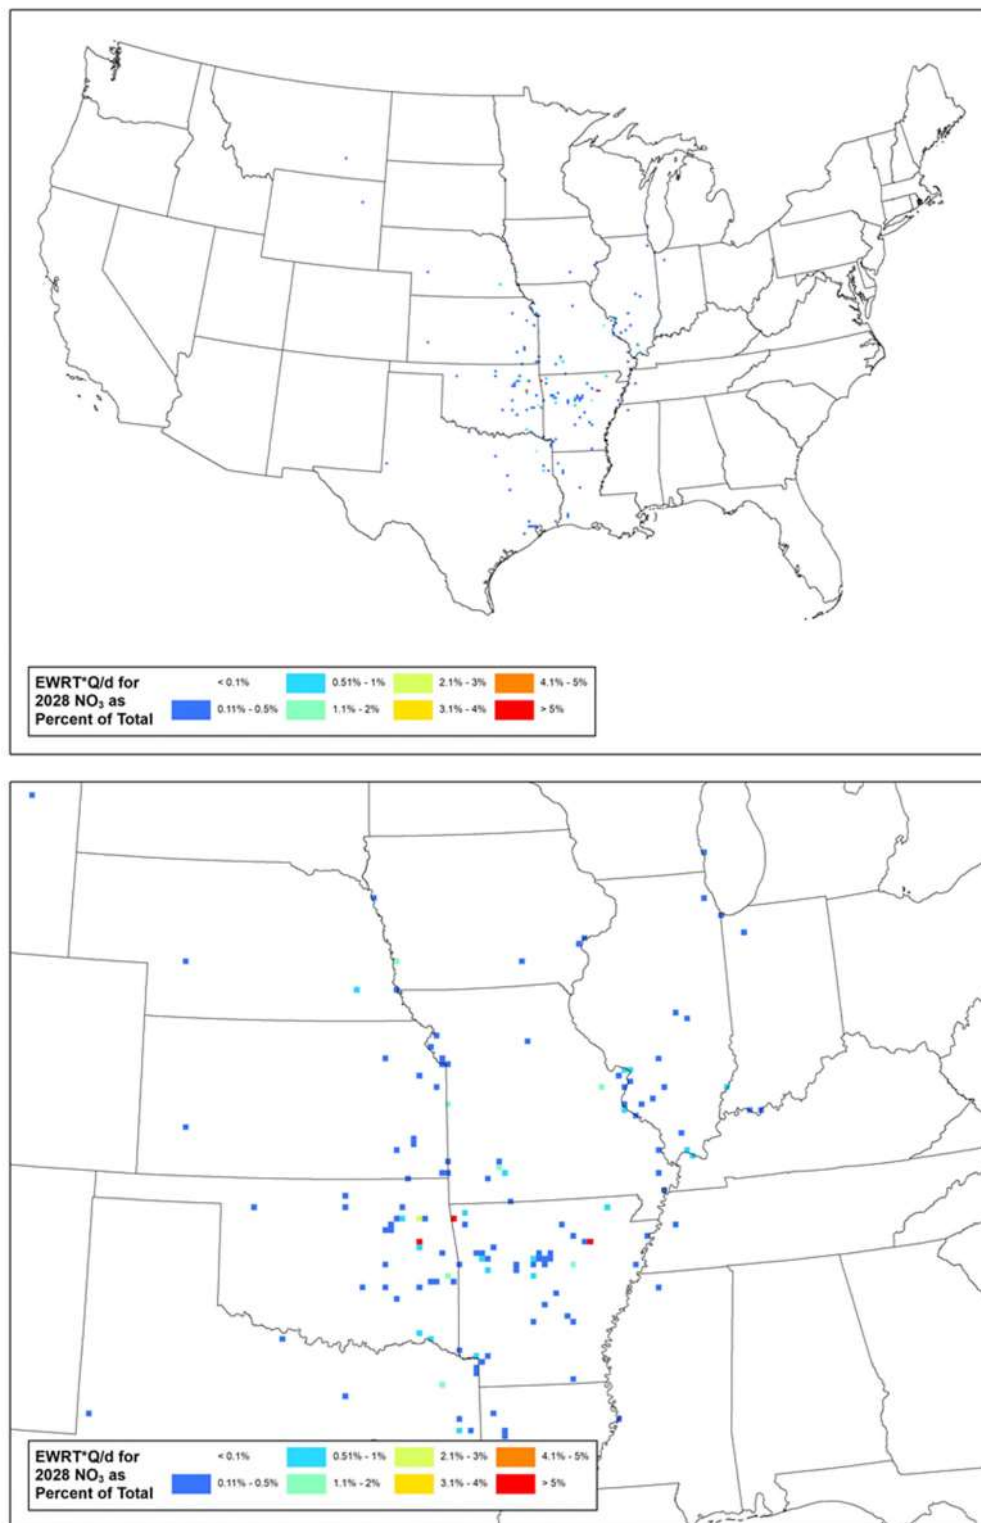 EWRT*Q/d for
2028 NO₃ as
Percent of Total
< 0.1%
0.51% - 1%
2.1% - 3%
4.1% - 5%
0.11% - 0.5%
1.1% - 2%
3.1% - 4%
> 5%
EWRT*Q/d for
2028 NO₃ as
Percent of Total
< 0.1%
0.51% - 1%
2.1% - 3%
4.1% - 5%
0.11% - 0.5%
1.1% - 2%
3.1% - 4%
> 5%